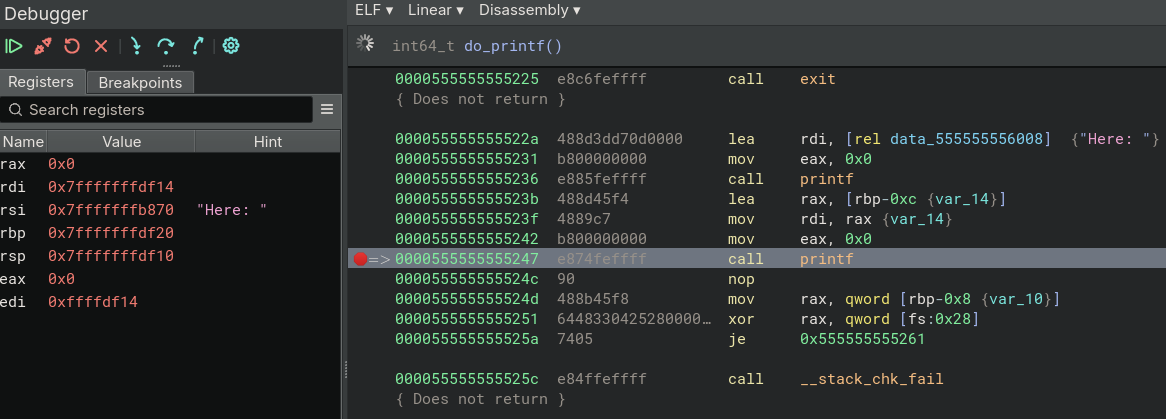 Debugger
Registers Breakpoints
Search registers
Name Value Hint
rax 0x0
rdi 0x7fffffffdf14
rsi 0x7fffffffb870 "Here: "
rbp 0x7fffffffdf20
rsp 0x7fffffffdf10
eax 0x0
edi 0xffffdf14
ELF ▾ Linear ▾ Disassembly ▾
int64_t do_printf()
0000555555555225 e8c6feffff call exit
{ Does not return }
000055555555522a 488d3dd70d0000 lea rdi, [rel data_555555556008] {"Here: "}
0000555555555231 b800000000 mov eax, 0x0
0000555555555236 e885feffff call printf
000055555555523b 488d45f4 lea rax, [rbp-0xc {var_14}]
000055555555523f 4889c7 mov rdi, rax {var_14}
0000555555555242 b800000000 mov eax, 0x0
=> 0000555555555247 e874feffff call printf
000055555555524c 90 nop
000055555555524d 488b45f8 mov rax, qword [rbp-0x8 {var_10}]
0000555555555251 6448330425280000… xor rax, qword [fs:0x28]
000055555555525a 7405 je 0x555555555261
000055555555525c e84ffeffff call __stack_chk_fail
{ Does not return }